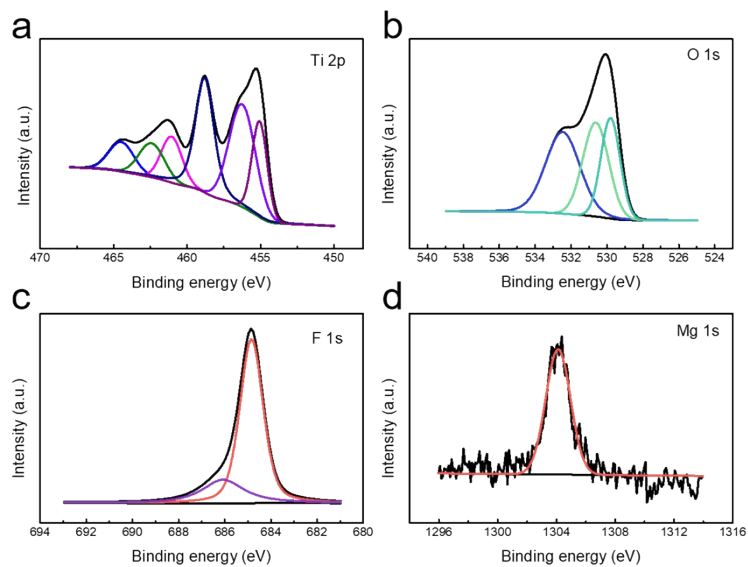 a
Ti 2p
Intensity (a.u.)
470 465 460 455 450
Binding energy (eV)
b
O 1s
Intensity (a.u.)
540 538 536 534 532 530 528 526 524
Binding energy (eV)
c
F 1s
Intensity (a.u.)
694 692 690 688 686 684 682 680
Binding energy (eV)
d
Mg 1s
Intensity (a.u.)
1296 1300 1304 1308 1312 1316
Binding energy (eV)